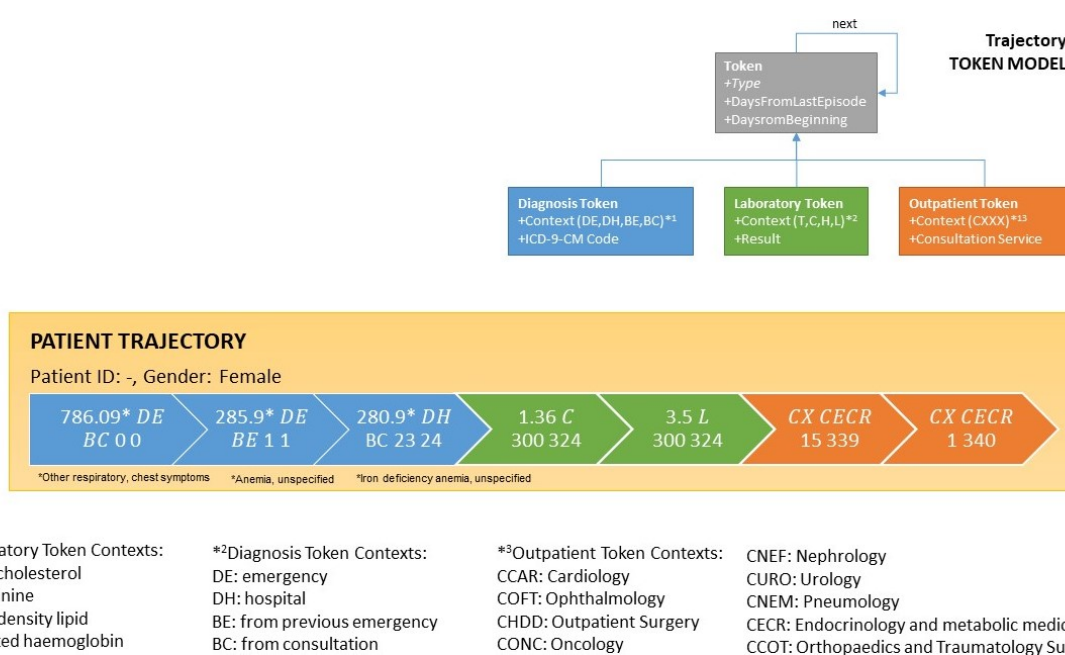 next
Trajectory
TOKEN MODEL
Token
+Type
+DaysFromLastEpisode
+DaysromBeginning
Diagnosis Token
+Context (DE,DH,BE,BC)*1
+ICD-9-CM Code
Laboratory Token
+Context (T,C,H,L)*2
+Result
Outpatient Token
+Context (CXXX)*13
+Consultation Service
PATIENT TRAJECTORY
Patient ID: -, Gender: Female
786.09* DE
BC 0 0
285.9* DE
BE 1 1
280.9* DH
BC 23 24
1.36 C
300 324
3.5 L
300 324
CX CECR
15 339
CX CECR
1 340
*Other respiratory, chest symptoms
*Anemia, unspecified
*Iron deficiency anemia, unspecified
atory Token Contexts:
cholesterol
nine
density lipid
ted haemoglobin
*2Diagnosis Token Contexts:
DE: emergency
DH: hospital
BE: from previous emergency
BC: from consultation
*3Outpatient Token Contexts:
CCAR: Cardiology
COFT: Ophthalmology
CHDD: Outpatient Surgery
CONC: Oncology
CNEF: Nephrology
CURO: Urology
CNEM: Pneumology
CECR: Endocrinology and metabolic medic
CCOT: Orthopaedics and Traumatology Su